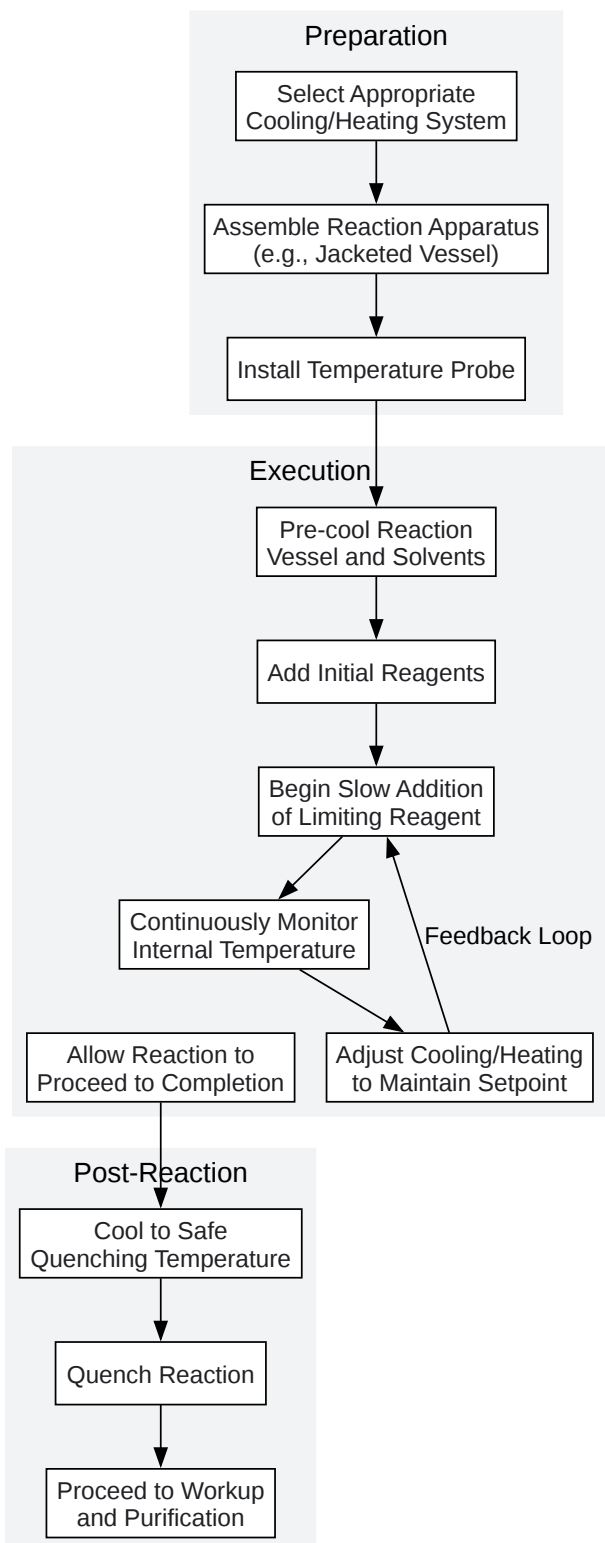 Preparation
Select Appropriate
Cooling/Heating System
Assemble Reaction Apparatus
(e.g., Jacketed Vessel)
Install Temperature Probe
Execution
Pre-cool Reaction
Vessel and Solvents
Add Initial Reagents
Begin Slow Addition
of Limiting Reagent
Continuously Monitor
Internal Temperature
Feedback Loop
Allow Reaction to
Proceed to Completion
Adjust Cooling/Heating
to Maintain Setpoint
Post-Reaction
Cool to Safe
Quenching Temperature
Quench Reaction
Proceed to Workup
and Purification